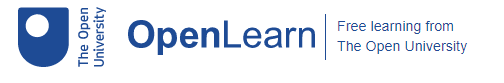 The Open
University
OpenLearn
Free learning from
The Open University